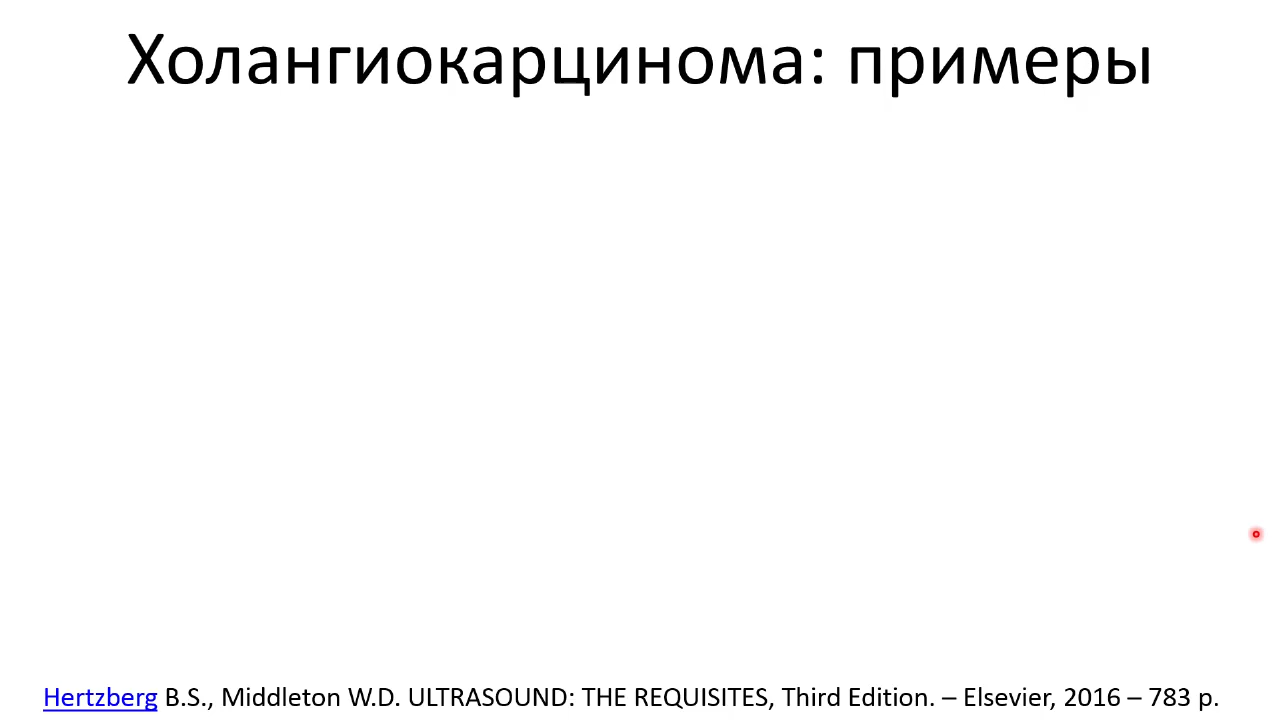 Холангиокарцинома: примеры
Hertzberg B.S., Middleton W.D. ULTRASOUND: THE REQUISITES, Third Edition. – Elsevier, 2016 – 783 p.